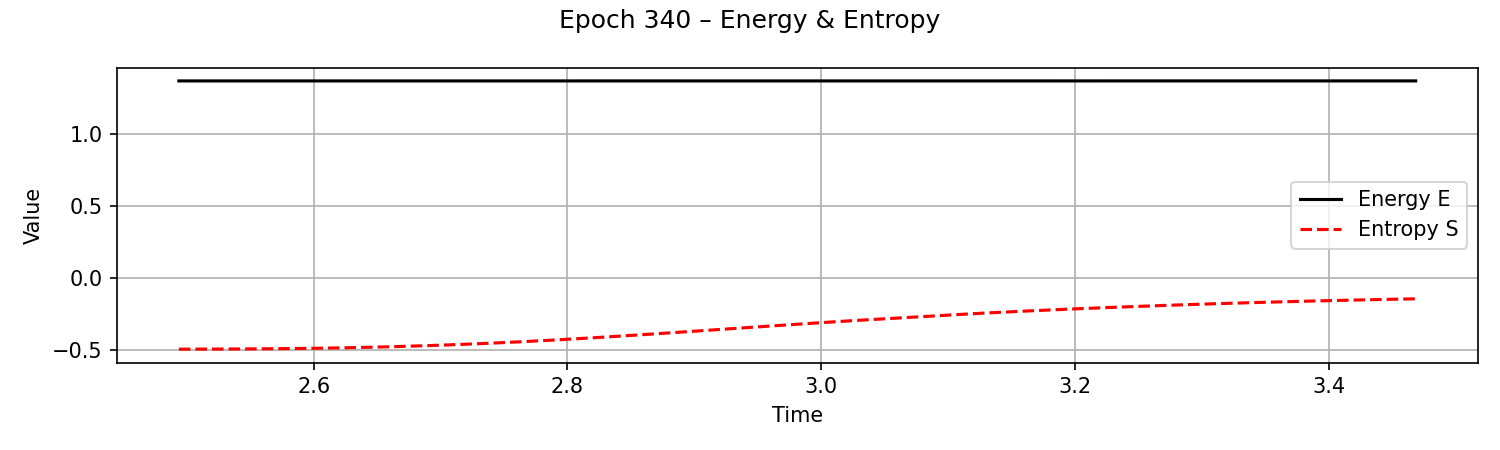 Epoch 340 – Energy & Entropy
Value
1.0
0.5
0.0
−0.5
Energy E
Entropy S
2.6 2.8 3.0 3.2 3.4
Time